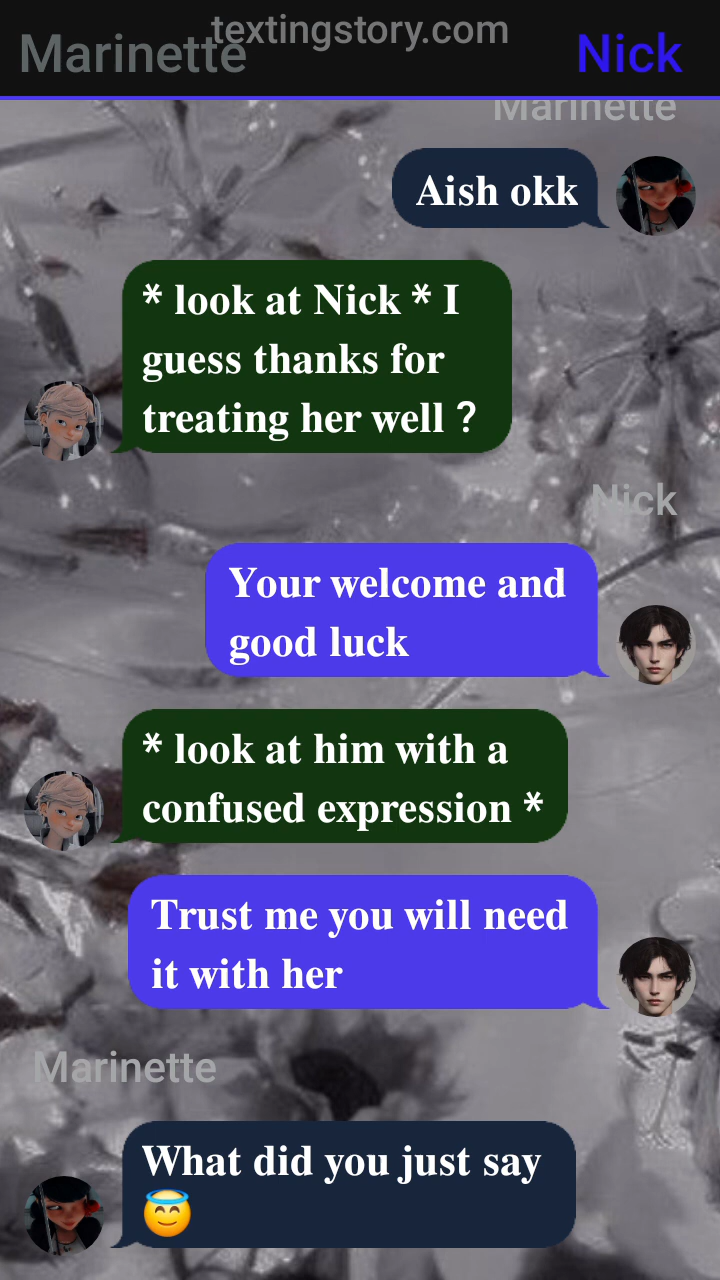 textingstory.com
Marinette
Nick
Marinette
Aish okk
* look at Nick * I
guess thanks for
treating her well ?
Nick
Your welcome and
good luck
* look at him with a
confused expression *
Trust me you will need
it with her
Marinette
What did you just say
😇